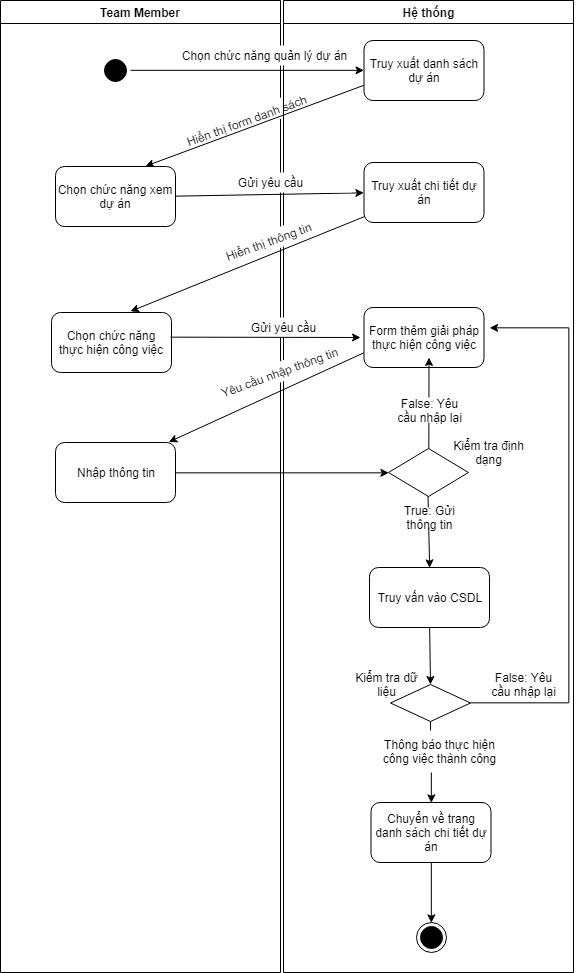 Team Member
Hệ thống
Chọn chức năng quản lý dự án
Truy xuất danh sách
dự án
Hiển thị form danh sách
Chọn chức năng xem
dự án
Gửi yêu cầu
Truy xuất chi tiết dự
án
Hiển thị thông tin
Chọn chức năng
thực hiện công việc
Gửi yêu cầu
Form thêm giải pháp
thực hiện công việc
Yêu cầu nhập thông tin
False: Yêu
cầu nhập lại
Kiểm tra định
dạng
Nhập thông tin
True: Gửi
thông tin
Truy vấn vào CSDL
Kiểm tra dữ
liệu
False: Yêu
cầu nhập lại
Thông báo thực hiện
công việc thành công
Chuyển về trang
danh sách chi tiết dự
án